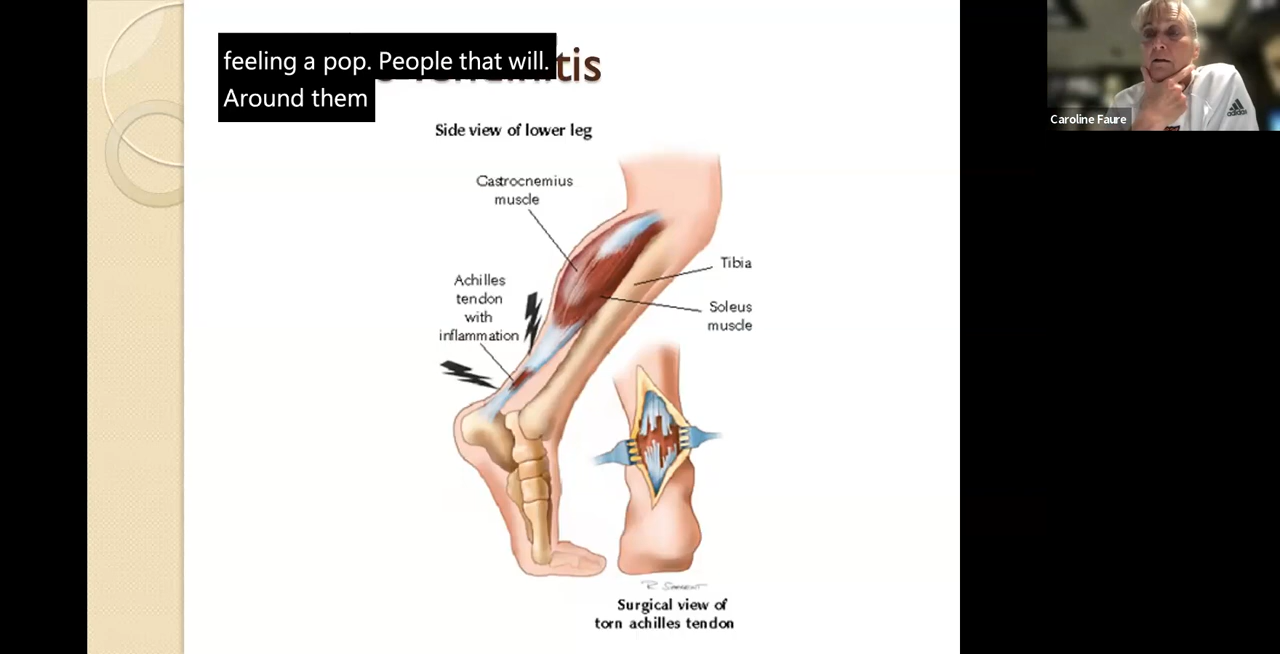 feeling a pop. People that will.
Around them
tis
Side view of lower leg
Gastrocnemius
muscle
Tibia
Achilles
tendon
with
inflammation
Soleus
muscle
Surgical view of
torn achilles tendon
Caroline Faure
adidas